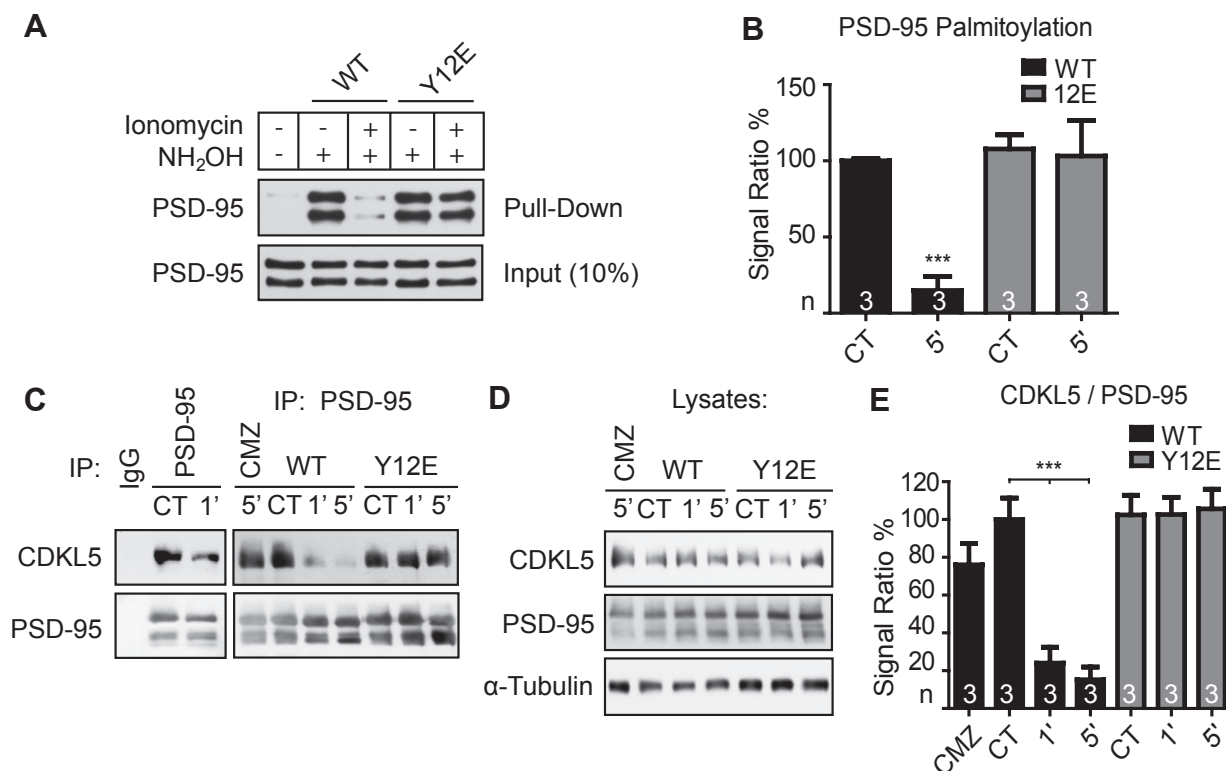 A
WT Y12E
Ionomycin - - + - +
NH₂OH - + + + +
PSD-95 Pull-Down
PSD-95 Input (10%)
B PSD-95 Palmitoylation
WT
12E
Signal Ratio %
150
100
50
n 3 3 3 3
***
CT 5' CT 5'
C IP: PSD-95
IP: IgG PSD-95 CMZ WT Y12E
CT 1’ 5’ CT 1’ 5’ CT 1’ 5’
CDKL5
PSD-95
D Lysates:
CMZ WT Y12E
5’ CT 1’ 5’ CT 1’ 5’
CDKL5
PSD-95
α-Tubulin
E CDKL5 / PSD-95
WT
Y12E
Signal Ratio %
120
100
80
60
40
20
***
n 3 3 3 3 3 3 3
CMZ CT 1' 5' CT 1' 5'